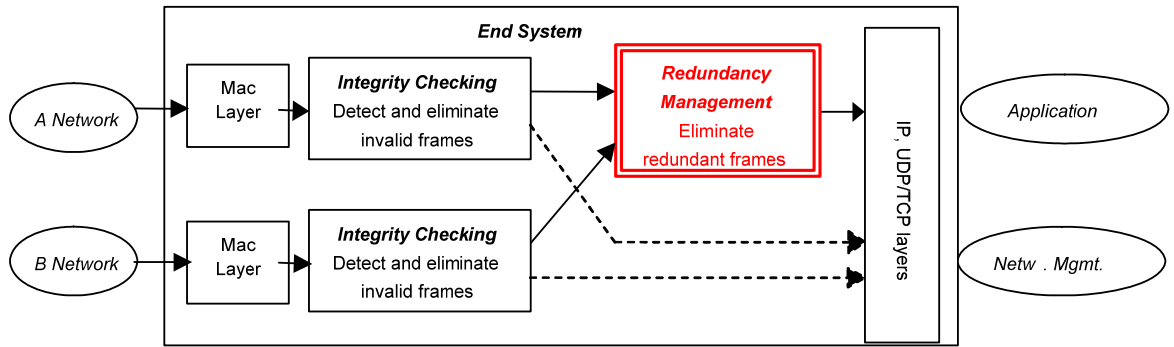 End System
A Network
Mac
Layer
Integrity Checking
Detect and eliminate
invalid frames
Redundancy
Management
Eliminate
redundant frames
IP, UDP/TCP layers
Application
B Network
Mac
Layer
Integrity Checking
Detect and eliminate
invalid frames
Netw . Mgmt.